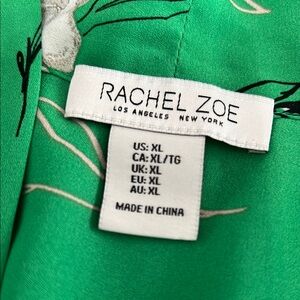 RACHEL ZOE
LOS ANGELES NEW YORK
US: XL
CA: XL/TG
UK: XL
EU: XL
AU: XL
MADE IN CHINA